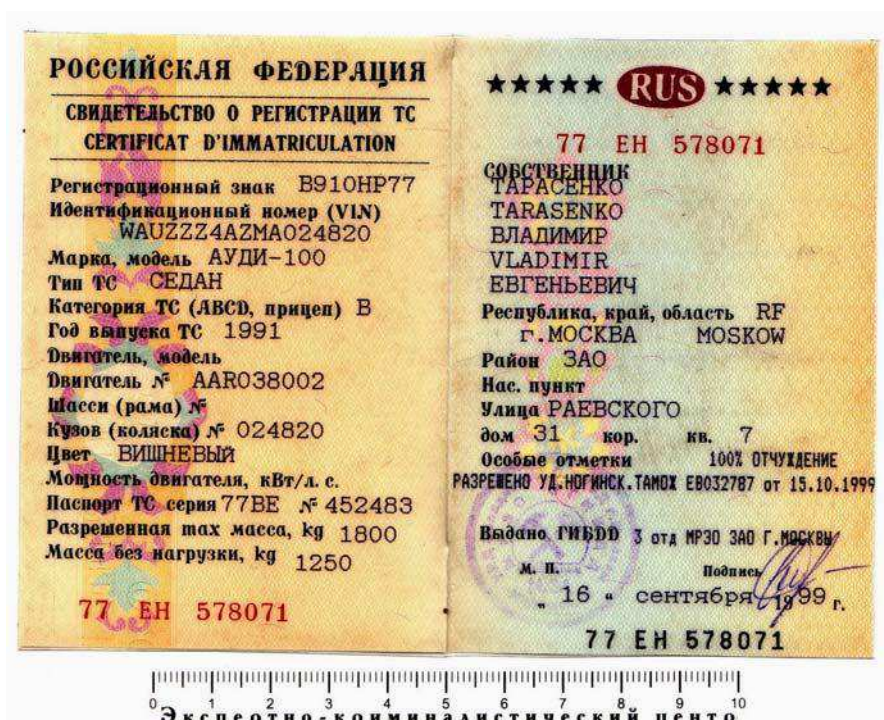 РОССИЙСКАЯ ФЕДЕРАЦИЯ
СВИДЕТЕЛЬСТВО О РЕГИСТРАЦИИ ТС
CERTIFICAT D'IMMATRICULATION
Регистрационный знак В910НР77
Идентификационный номер (VIN)
WAUZZZ4AZMA024820
Марка, модель АУДИ-100
Тип ТС СЕДАН
Категория ТС (ABCD, прицеп) В
Год выпуска ТС 1991
Двигатель, модель
Двигатель № AAR038002
Шасси (рама) №
Кузов (коляска) № 024820
Цвет ВИШНЕВЫЙ
Мощность двигателя, кВт/л. с.
Паспорт ТС серия 77ВЕ № 452483
Разрешенная max масса, kg 1800
Масса без нагрузки, kg 1250
77 ЕН 578071
★★★★★ RUS ★★★★★
77 ЕН 578071
СОБСТВЕННИК
ТАРАСЕНКО
TARASENKO
ВЛАДИМИР
VLADIMIR
ЕВГЕНЬЕВИЧ
Республика, край, область RF
г.МОСКВА MOSKOW
Район ЗАО
Нас. пункт
Улица РАЕВСКОГО
дом 31 кор. кв. 7
Особые отметки 100% ОТЧУЖДЕНИЕ
РАЗРЕШЕНО УД.НОГИНСК.ТАМОЖ ЕВ032787 от 15.10.1999
Выдано ГИБДД 3 отд МРЭО ЗАО Г.МОСКВЫ
М. П. Подпись
" 16 " сентября 1999 г.
77 ЕН 578071
0 1 2 3 4 5 6 7 8 9 10
Экспертно-криминалистический центр